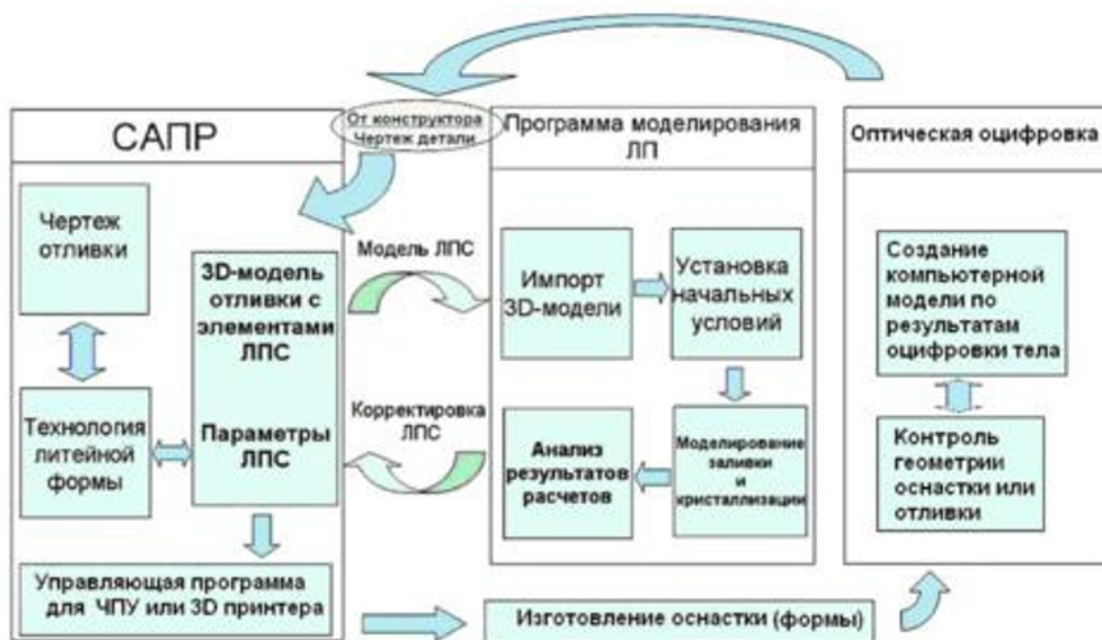 САПР
От конструктора
Чертеж детали
Программа моделирования
ЛП
Оптическая оцифровка
Чертеж
отливки
3D-модель
отливки с
элементами
ЛПС
Параметры
ЛПС
Технология
литейной
формы
Управляющая программа
для ЧПУ или 3D принтера
Модель ЛПС
Корректировка
ЛПС
Импорт
3D-модели
Установка
начальных
условий
Анализ
результатов
расчетов
Моделирование
заливки
и
кристаллизации
Создание
компьютерной
модели по
результатам
оцифровки тела
Контроль
геометрии
оснастки или
отливки
Изготовление оснастки (формы)